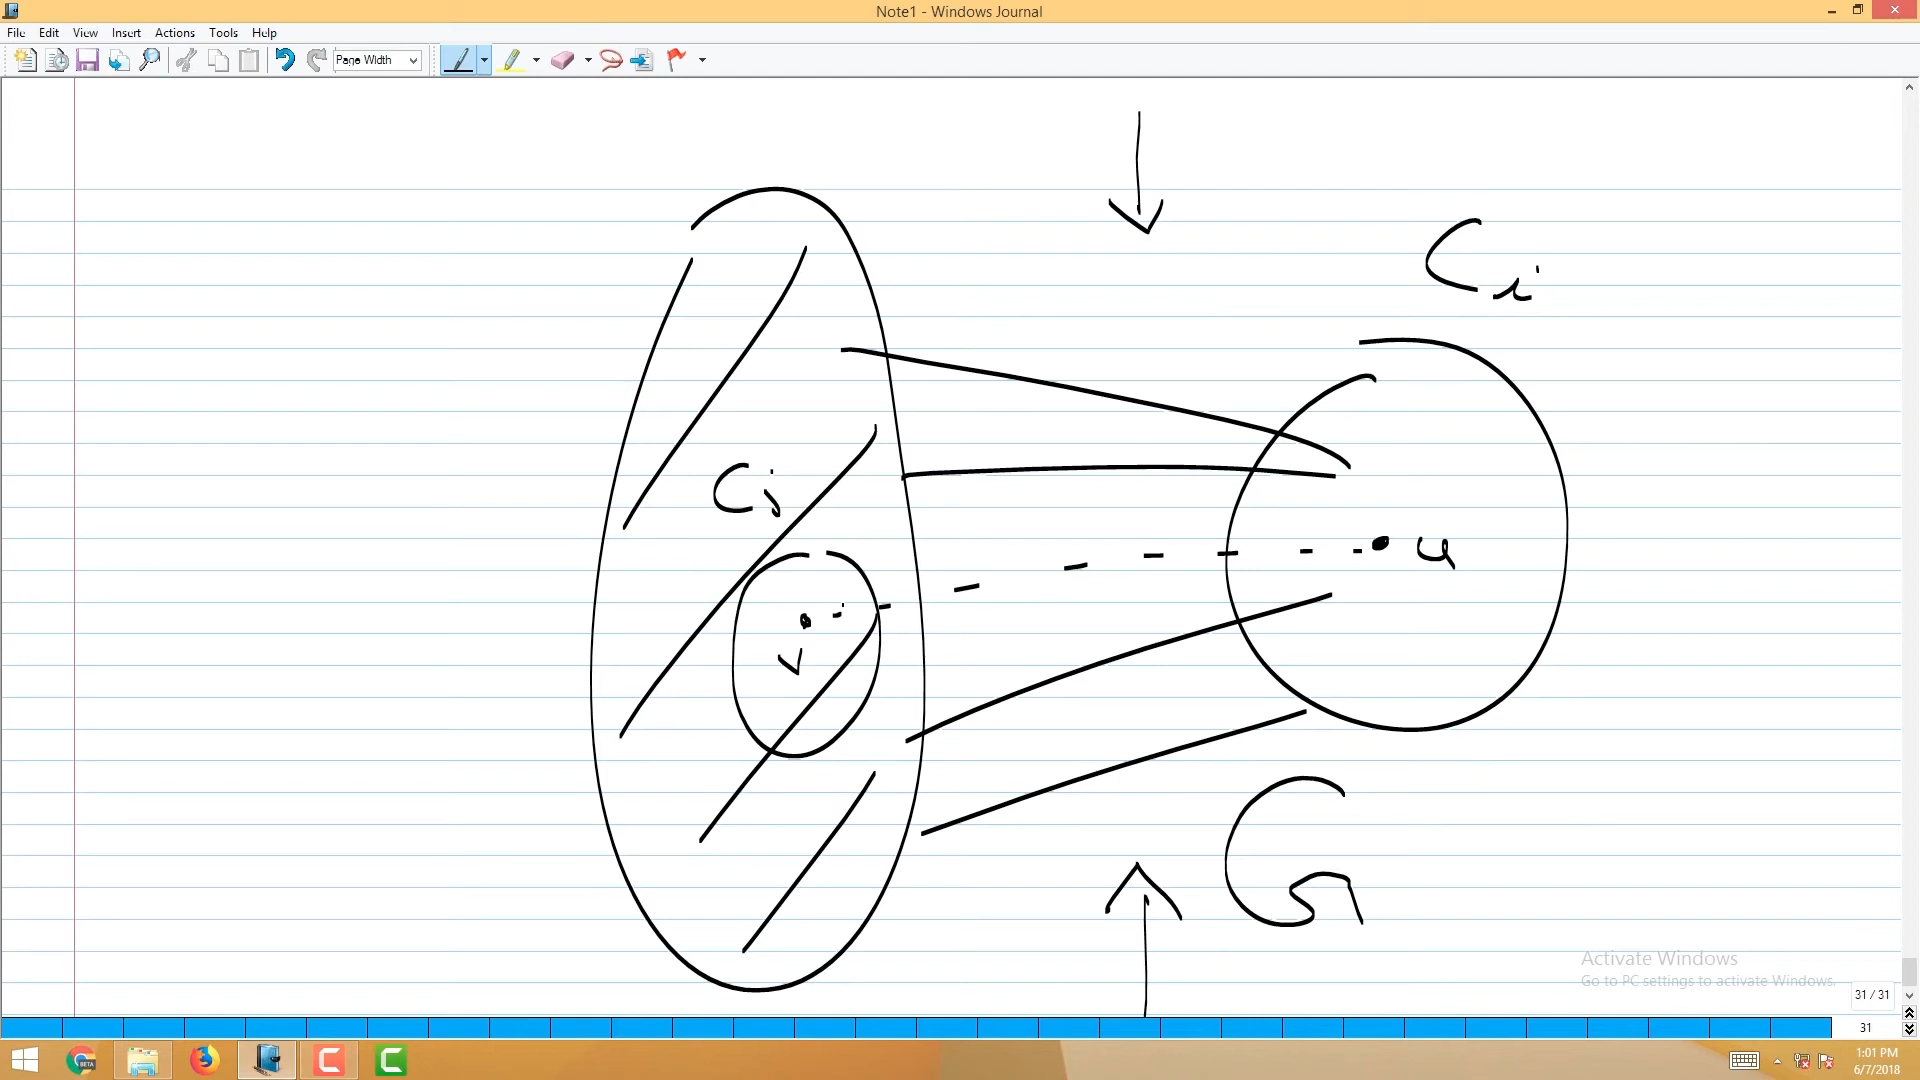 Note1 - Windows Journal
File Edit View Insert Actions Tools Help
Page Width
Ci
Cj
u
v
G
Activate Windows
Go to PC settings to activate Windows.
31 / 31
31
BETA
1:01 PM
6/7/2018